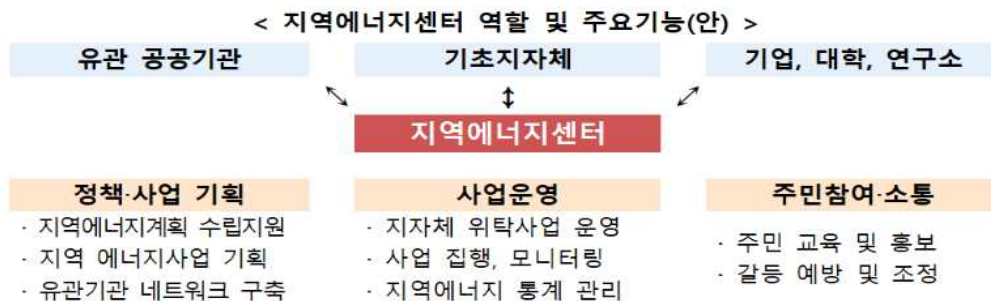 < 지역에너지센터 역할 및 주요기능(안) >
유관 공공기관
기초지자체
기업, 대학, 연구소
지역에너지센터
정책·사업 기획
· 지역에너지계획 수립지원
· 지역 에너지사업 기획
· 유관기관 네트워크 구축
사업운영
· 지자체 위탁사업 운영
· 사업 집행, 모니터링
· 지역에너지 통계 관리
주민참여·소통
· 주민 교육 및 홍보
· 갈등 예방 및 조정